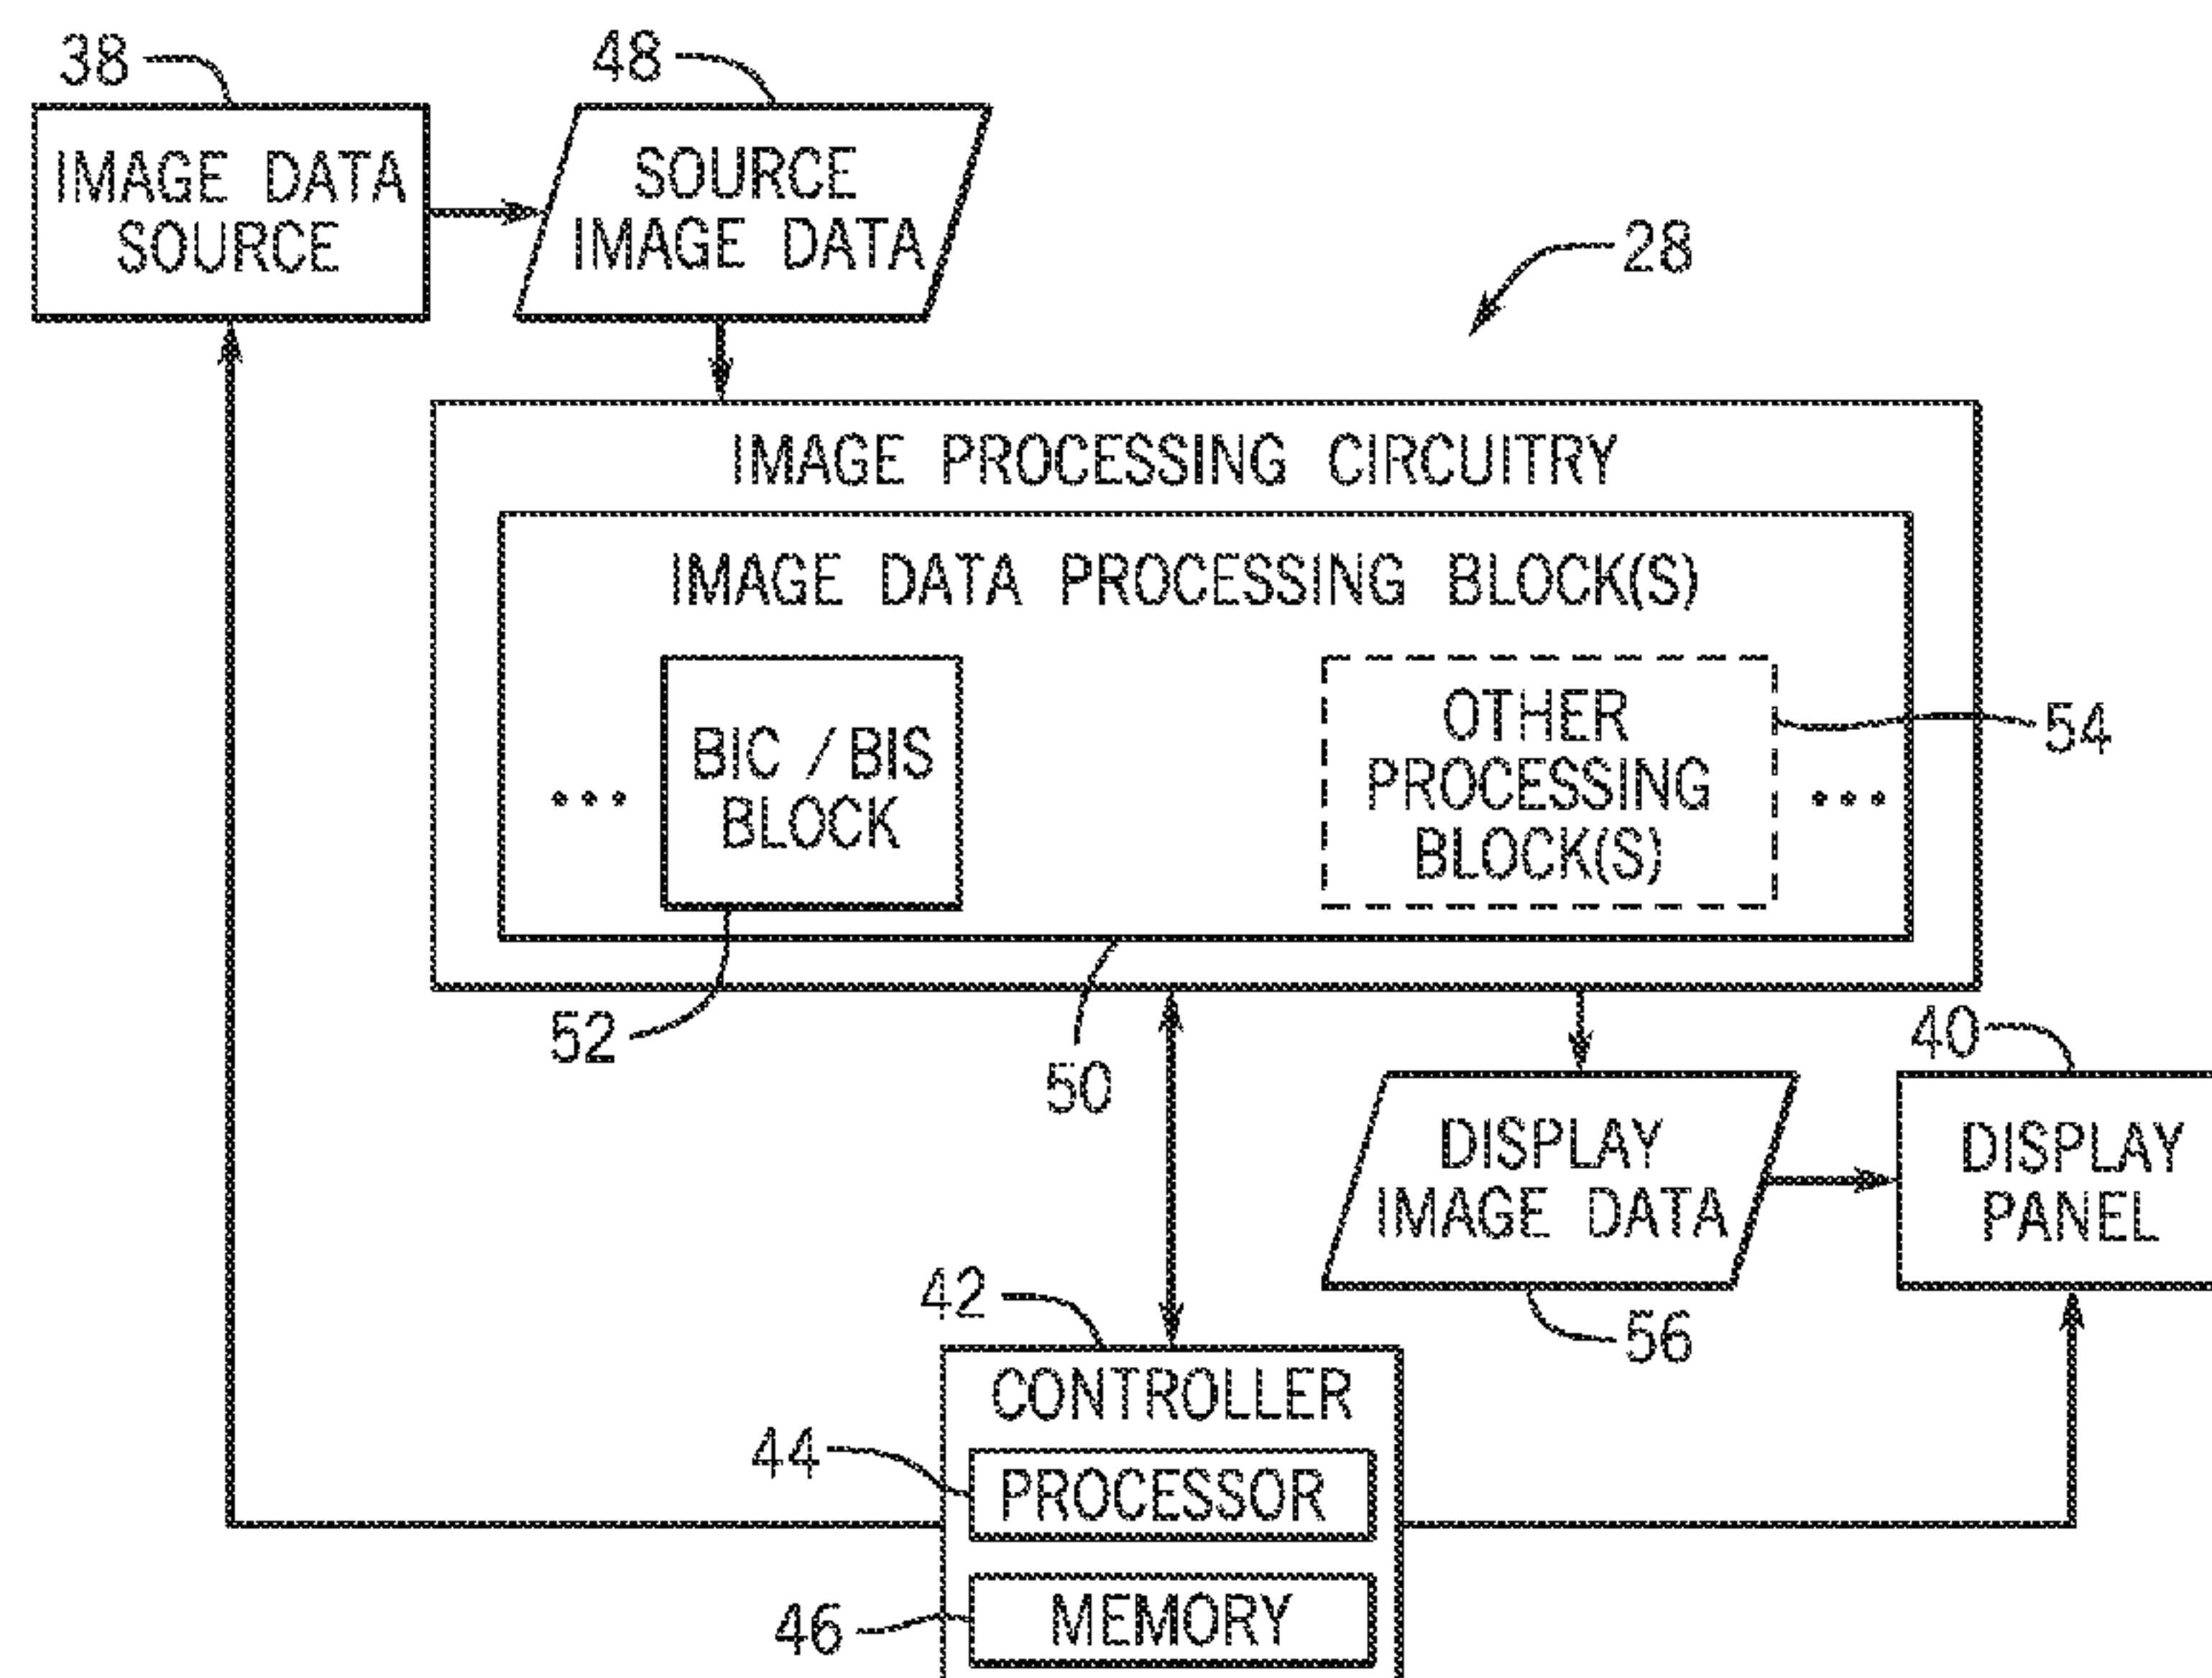 38
48
IMAGE DATA
SOURCE
SOURCE
IMAGE DATA
28
IMAGE PROCESSING CIRCUITRY
IMAGE DATA PROCESSING BLOCK(S)
...
BIC / BIS
BLOCK
OTHER
PROCESSING
BLOCK(S)
...
54
52
50
40
DISPLAY
IMAGE DATA
DISPLAY
PANEL
56
42
CONTROLLER
44
PROCESSOR
46
MEMORY